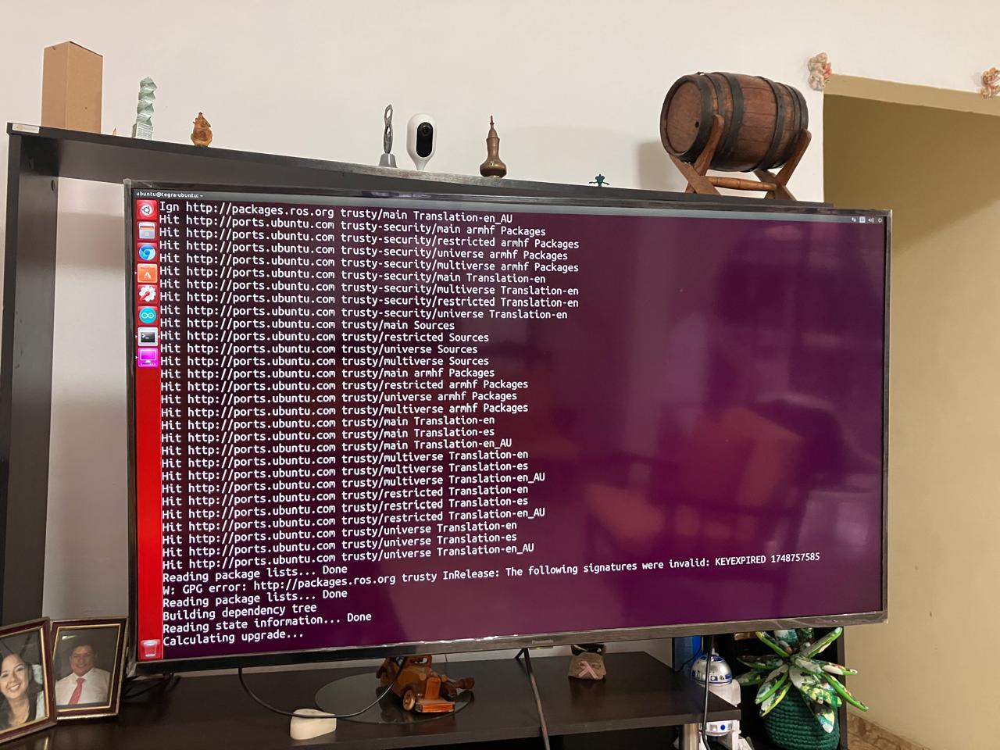 ubuntu@tegra-ubuntu: ~
Ign http://packages.ros.org trusty/main Translation-en_AU
Hit http://ports.ubuntu.com trusty-security/main armhf Packages
Hit http://ports.ubuntu.com trusty-security/restricted armhf Packages
Hit http://ports.ubuntu.com trusty-security/universe armhf Packages
Hit http://ports.ubuntu.com trusty-security/multiverse armhf Packages
Hit http://ports.ubuntu.com trusty-security/main Translation-en
Hit http://ports.ubuntu.com trusty-security/multiverse Translation-en
Hit http://ports.ubuntu.com trusty-security/restricted Translation-en
Hit http://ports.ubuntu.com trusty-security/universe Translation-en
Hit http://ports.ubuntu.com trusty/main Sources
Hit http://ports.ubuntu.com trusty/restricted Sources
Hit http://ports.ubuntu.com trusty/universe Sources
Hit http://ports.ubuntu.com trusty/multiverse Sources
Hit http://ports.ubuntu.com trusty/main armhf Packages
Hit http://ports.ubuntu.com trusty/restricted armhf Packages
Hit http://ports.ubuntu.com trusty/universe armhf Packages
Hit http://ports.ubuntu.com trusty/multiverse armhf Packages
Hit http://ports.ubuntu.com trusty/main Translation-en
Hit http://ports.ubuntu.com trusty/main Translation-es
Hit http://ports.ubuntu.com trusty/main Translation-en_AU
Hit http://ports.ubuntu.com trusty/multiverse Translation-en
Hit http://ports.ubuntu.com trusty/multiverse Translation-es
Hit http://ports.ubuntu.com trusty/multiverse Translation-en_AU
Hit http://ports.ubuntu.com trusty/restricted Translation-en
Hit http://ports.ubuntu.com trusty/restricted Translation-es
Hit http://ports.ubuntu.com trusty/restricted Translation-en_AU
Hit http://ports.ubuntu.com trusty/universe Translation-en
Hit http://ports.ubuntu.com trusty/universe Translation-es
Hit http://ports.ubuntu.com trusty/universe Translation-en_AU
Reading package lists... Done
W: GPG error: http://packages.ros.org trusty InRelease: The following signatures were invalid: KEYEXPIRED 1748757585
Reading package lists... Done
Building dependency tree
Reading state information... Done
Calculating upgrade...
Panasonic